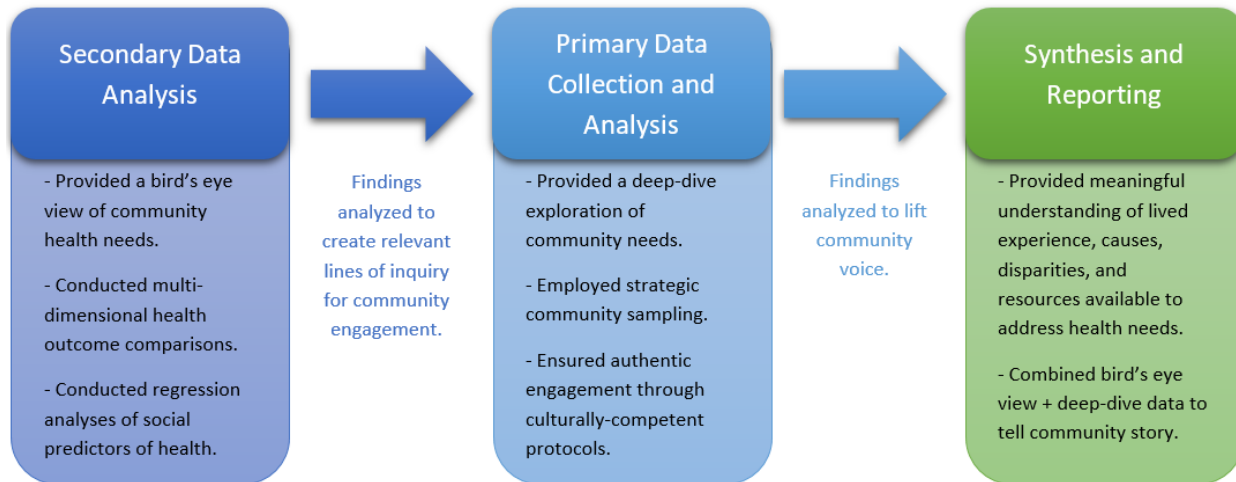 Secondary Data
Analysis
- Provided a bird’s eye
view of community
health needs.
- Conducted multi-
dimensional health
outcome comparisons.
- Conducted regression
analyses of social
predictors of health.
Findings
analyzed to
create relevant
lines of inquiry
for community
engagement.
Primary Data
Collection and
Analysis
- Provided a deep-dive
exploration of
community needs.
- Employed strategic
community sampling.
- Ensured authentic
engagement through
culturally-competent
protocols.
Findings
analyzed to lift
community
voice.
Synthesis and
Reporting
- Provided meaningful
understanding of lived
experience, causes,
disparities, and
resources available to
address health needs.
- Combined bird’s eye
view + deep-dive data to
tell community story.